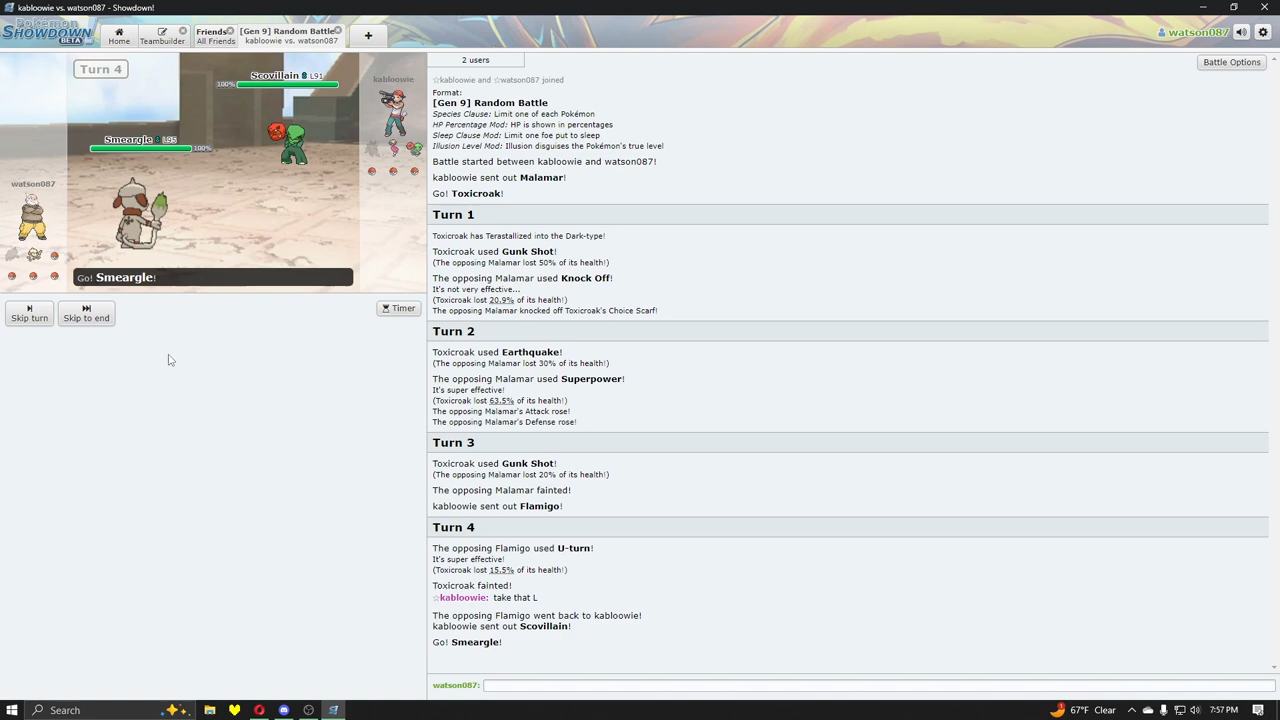 kabloowie vs. watson087 - Showdown!
Pokémon
SHOWDOWN
BETA
Home
Teambuilder
Friends
All Friends
[Gen 9] Random Battle
kabloowie vs. watson087
+
watson087
Turn 4
Scovillain L91
100%
kabloowie
Smeargle L95
100%
watson087
Go! Smeargle!
Skip turn
Skip to end
Timer
2 users
Battle Options
☆kabloowie and ☆watson087 joined
Format:
[Gen 9] Random Battle
Species Clause: Limit one of each Pokémon
HP Percentage Mod: HP is shown in percentages
Sleep Clause Mod: Limit one foe put to sleep
Illusion Level Mod: Illusion disguises the Pokémon's true level
Battle started between kabloowie and watson087!
kabloowie sent out Malamar!
Go! Toxicroak!
Turn 1
Toxicroak has Terastallized into the Dark-type!
Toxicroak used Gunk Shot!
(The opposing Malamar lost 50% of its health!)
The opposing Malamar used Knock Off!
It's not very effective...
(Toxicroak lost 20.9% of its health!)
The opposing Malamar knocked off Toxicroak's Choice Scarf!
Turn 2
Toxicroak used Earthquake!
(The opposing Malamar lost 30% of its health!)
The opposing Malamar used Superpower!
It's super effective!
(Toxicroak lost 63.5% of its health!)
The opposing Malamar's Attack rose!
The opposing Malamar's Defense rose!
Turn 3
Toxicroak used Gunk Shot!
(The opposing Malamar lost 20% of its health!)
The opposing Malamar fainted!
kabloowie sent out Flamigo!
Turn 4
The opposing Flamigo used U-turn!
It's super effective!
(Toxicroak lost 15.5% of its health!)
Toxicroak fainted!
☆kabloowie: take that L
The opposing Flamigo went back to kabloowie!
kabloowie sent out Scovillain!
Go! Smeargle!
watson087:
Search
67°F Clear
7:57 PM